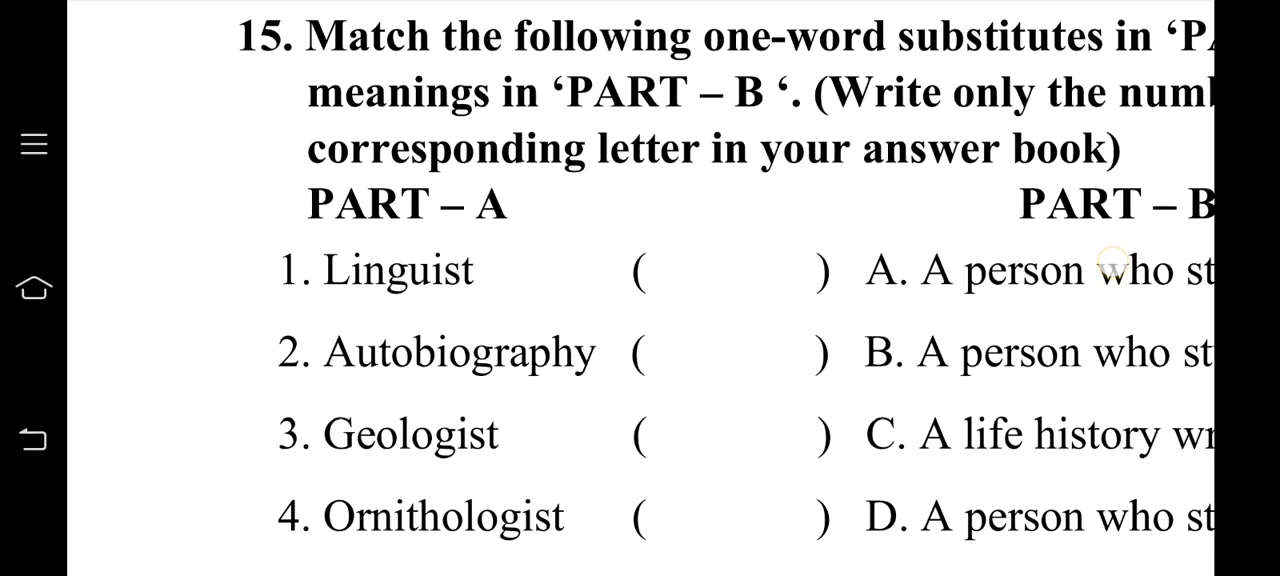 15. Match the following one-word substitutes in ‘PA
meanings in ‘PART – B ‘. (Write only the num
corresponding letter in your answer book)
PART – A PART – B
1. Linguist ( ) A. A person who st
2. Autobiography ( ) B. A person who st
3. Geologist ( ) C. A life history wr
4. Ornithologist ( ) D. A person who st